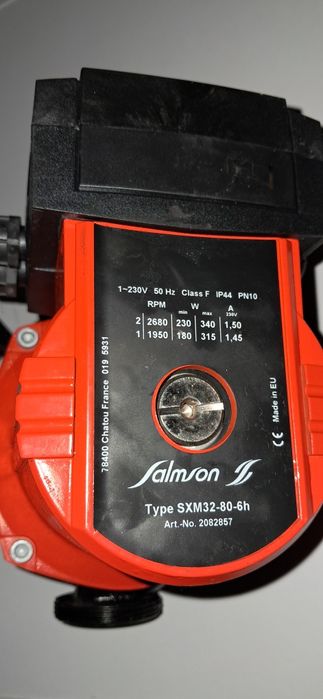 1~230V 50 Hz Class F IP44 PN10
RPM W A
min max 230V
2 2680 230 340 1,50
1 1950 180 315 1,45
78400 Chatou France 019 5931
CE Made in EU
Salmson
Type SXM32-80-6h
Art.-No. 2082857